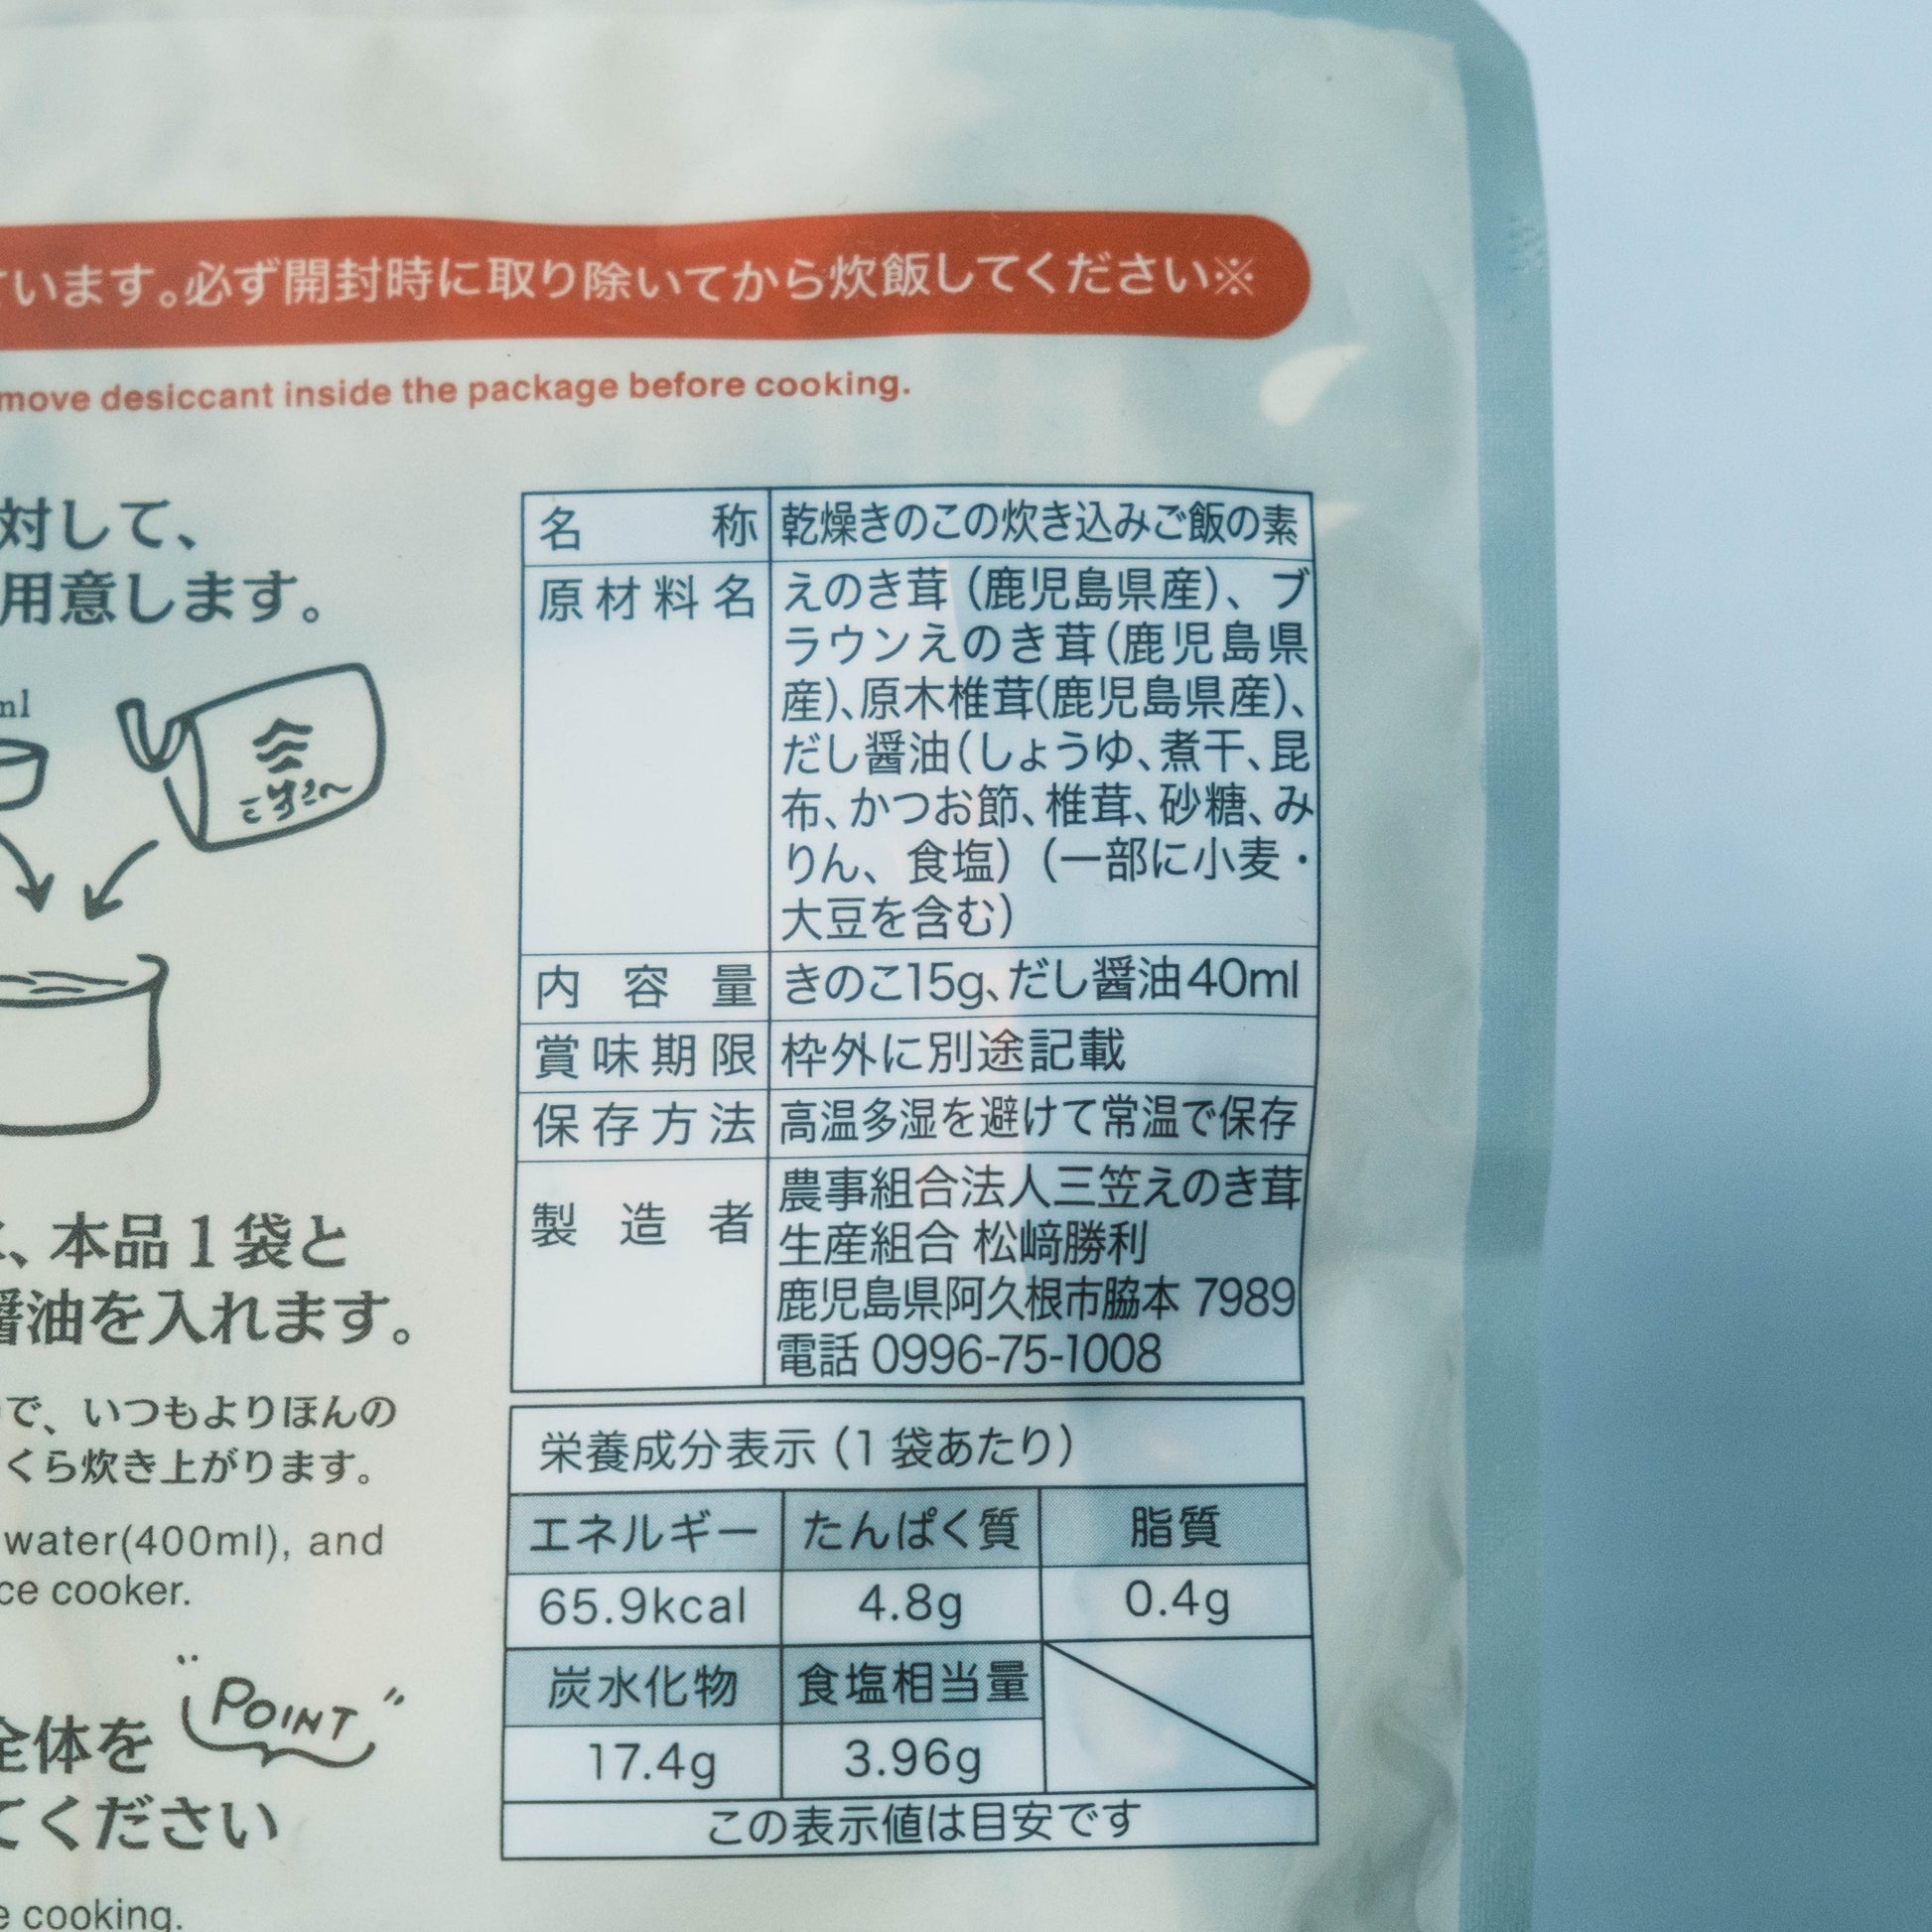 います。必ず開封時に取り除いてから炊飯してください※
move desiccant inside the package before cooking.
対して、
用意します。
ml
、本品1袋と
醤油を入れます。
で、いつもよりほんの
くら炊き上がります。
water(400ml), and
ce cooker.
POINT
全体を
てください
e cooking.
名称 乾燥きのこの炊き込みご飯の素
原材料名 えのき茸(鹿児島県産)、ブ
ラウンえのき茸(鹿児島県
産)、原木椎茸(鹿児島県産)、
だし醤油(しょうゆ、煮干、昆
布、かつお節、椎茸、砂糖、み
りん、食塩)(一部に小麦・
大豆を含む)
内容量 きのこ15g、だし醤油40ml
賞味期限 枠外に別途記載
保存方法 高温多湿を避けて常温で保存
製造者 農事組合法人三笠えのき茸
生産組合 松﨑勝利
鹿児島県阿久根市脇本 7989
電話 0996-75-1008
栄養成分表示(1袋あたり)
エネルギー たんぱく質 脂質
65.9kcal 4.8g 0.4g
炭水化物 食塩相当量
17.4g 3.96g
この表示値は目安です